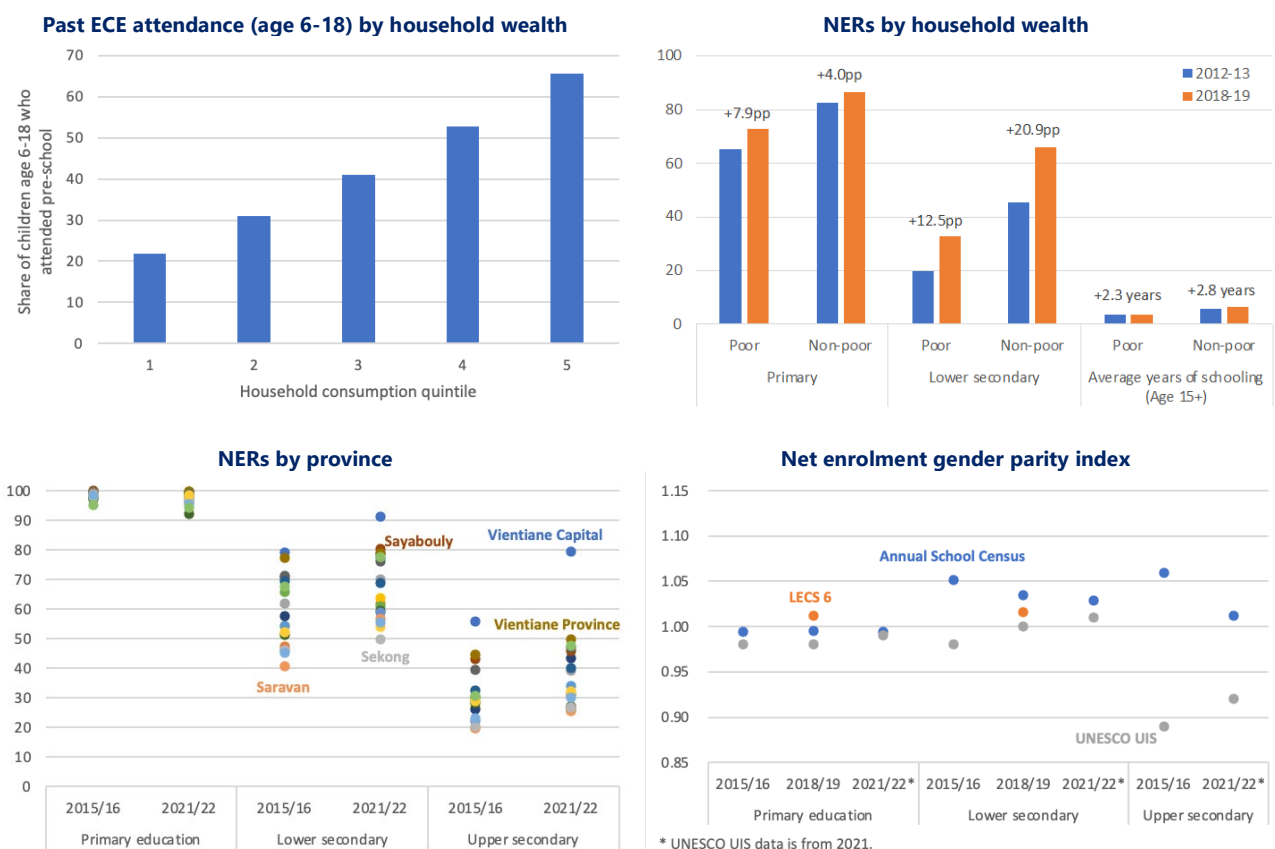 Past ECE attendance (age 6-18) by household wealth
70
60
50
40
30
20
10
0
Share of children age 6-18 who
attended pre-school
1 2 3 4 5
Household consumption quintile
NERs by household wealth
100
80
60
40
20
0
2012-13
2018-19
+7.9pp
+4.0pp
+12.5pp
+20.9pp
+2.3 years
+2.8 years
Poor Non-poor Poor Non-poor Poor Non-poor
Primary Lower secondary Average years of schooling
(Age 15+)
NERs by province
100
90
80
70
60
50
40
30
20
10
0
Vientiane Capital
Sayabouly
Vientiane Province
Sekong
Saravan
2015/16 2021/22 2015/16 2021/22 2015/16 2021/22
Primary education Lower secondary Upper secondary
Net enrolment gender parity index
1.15
1.10
1.05
1.00
0.95
0.90
0.85
Annual School Census
LECS 6
UNESCO UIS
2015/16 2018/19 2021/22* 2015/16 2018/19 2021/22* 2015/16 2021/22*
Primary education Lower secondary Upper secondary
* UNESCO UIS data is from 2021.